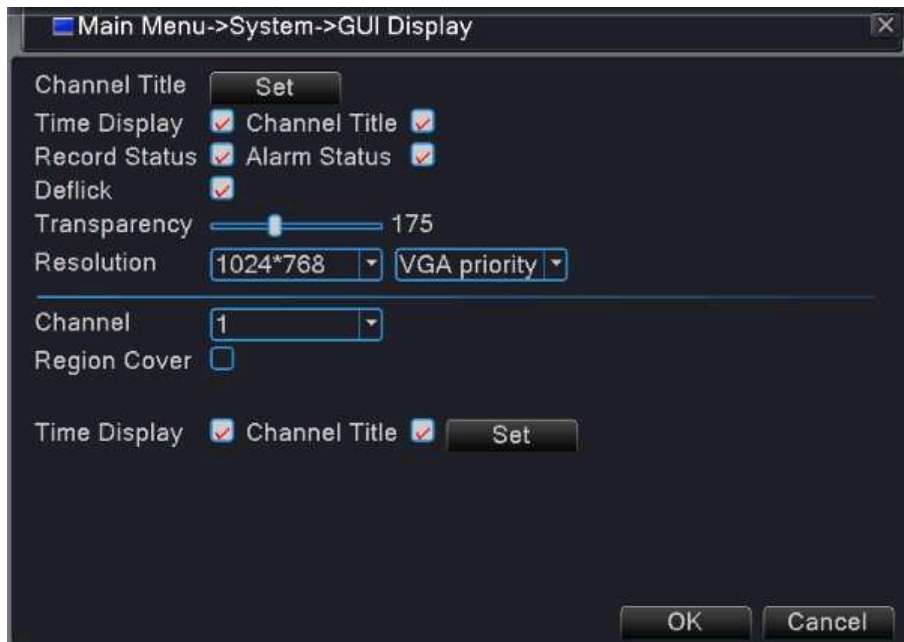 Main Menu->System->GUI Display
Channel Title Set
Time Display Channel Title
Record Status Alarm Status
Deflick
Transparency 175
Resolution 1024*768 VGA priority
Channel 1
Region Cover
Time Display Channel Title Set
OK Cancel